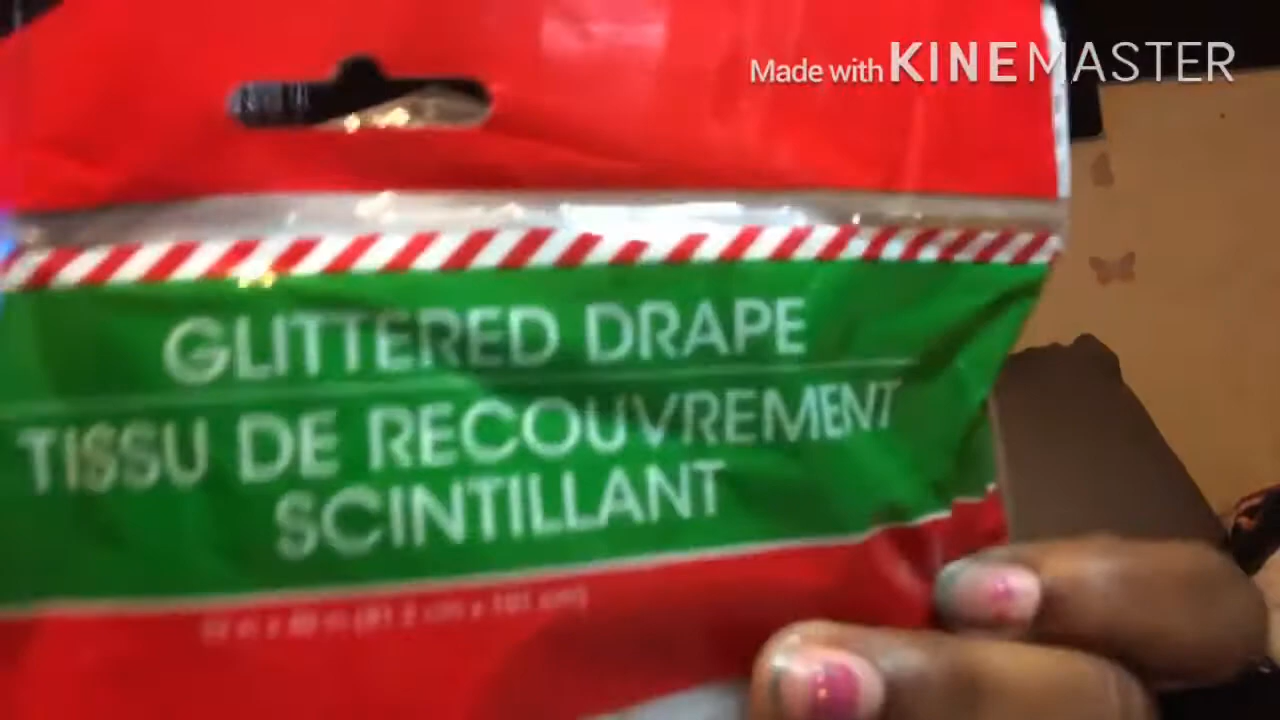 Made with KINEMASTER
GLITTERED DRAPE
TISSU DE RECOUVREMENT
SCINTILLANT